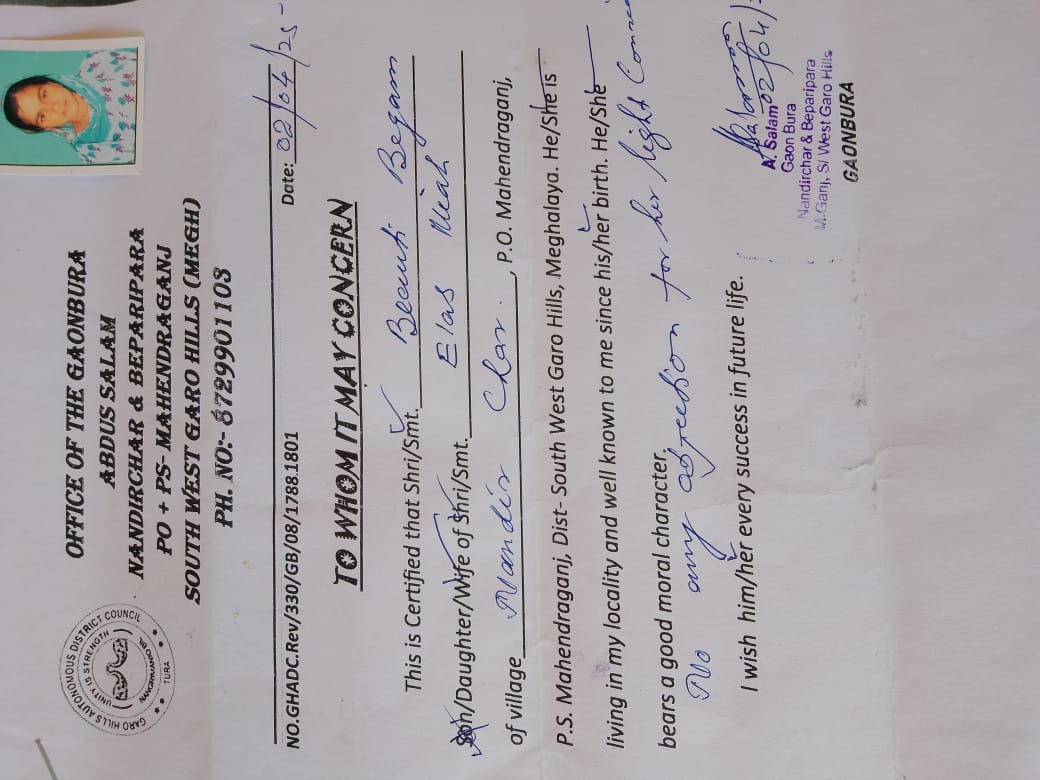 OFFICE OF THE GAONBURA
ABDUS SALAM
NANDIRCHAR & BEPARIPARA
PO + PS- MAHENDRAGANJ
SOUTH WEST GARO HILLS (MEGH)
PH. NO:- 8729901103
GARO HILLS AUTONOMOUS DISTRICT COUNCIL
UNITY IS STRENGTH
TURA
NO.GHADC.Rev/330/GB/08/1788.1801 Date: 02/04/25-
TO WHOM IT MAY CONCERN
This is Certified that Shri/Smt. Beauti Begam
Son/Daughter/Wife of Shri/Smt. Elas Miah
of village Nandir Char. , P.O. Mahendraganj,
P.S. Mahendraganj, Dist- South West Garo Hills, Meghalaya. He/She is
living in my locality and well known to me since his/her birth. He/She
bears a good moral character.
No any objection for her light
I wish him/her every success in future life.
02/04/
A. Salam
Gaon Bura
Nandirchar & Beparipara
M.Ganj, S/ West Garo Hills
GAONBURA